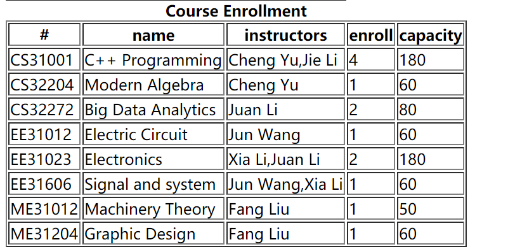 Course Enrollment
# name instructors enroll capacity
CS31001 C++ Programming Cheng Yu,Jie Li 4 180
CS32204 Modern Algebra Cheng Yu 1 60
CS32272 Big Data Analytics Juan Li 2 80
EE31012 Electric Circuit Jun Wang 1 60
EE31023 Electronics Xia Li,Juan Li 2 180
EE31606 Signal and system Jun Wang,Xia Li 1 60
ME31012 Machinery Theory Fang Liu 1 50
ME31204 Graphic Design Fang Liu 1 60